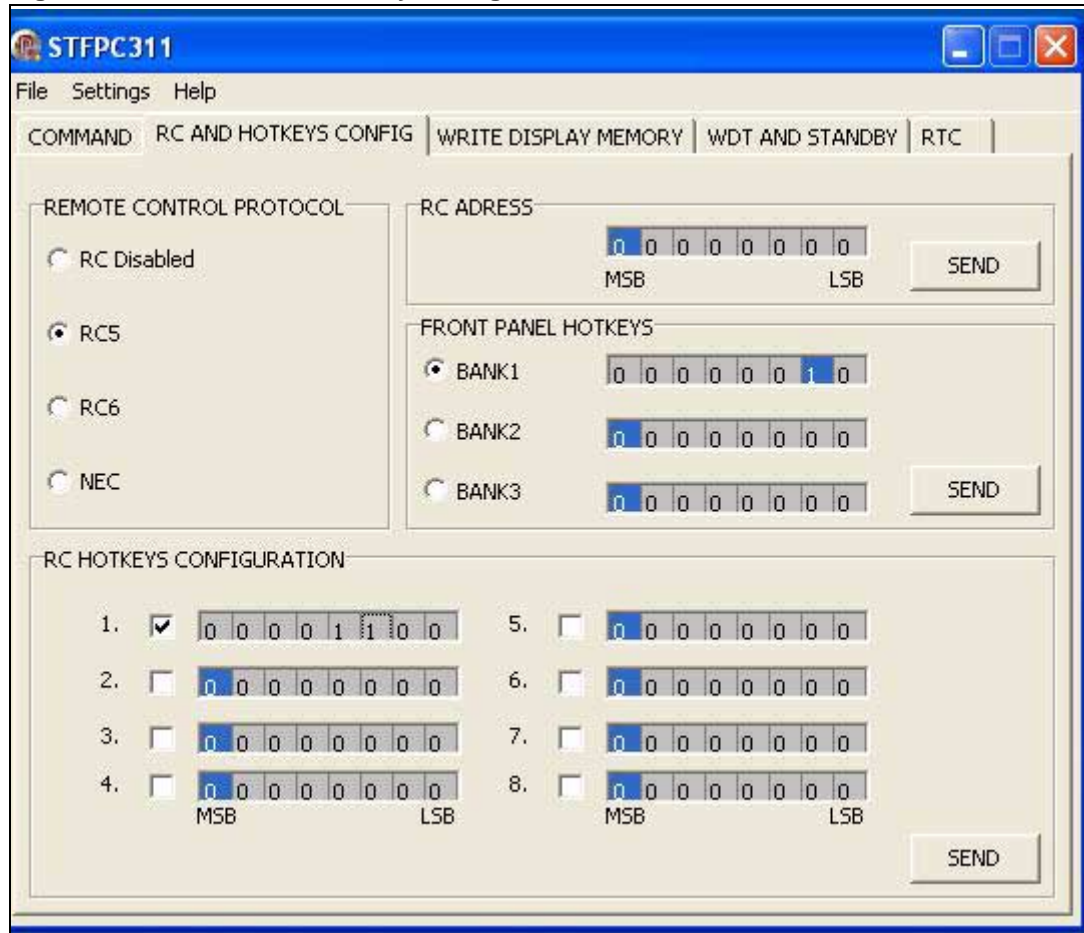 STFPC311
File Settings Help
COMMAND RC AND HOTKEYS CONFIG WRITE DISPLAY MEMORY WDT AND STANDBY RTC
REMOTE CONTROL PROTOCOL
RC Disabled
RC5
RC6
NEC
RC ADRESS
0 0 0 0 0 0 0 0
MSB LSB
SEND
FRONT PANEL HOTKEYS
BANK1 0 0 0 0 0 0 1 0
BANK2 0 0 0 0 0 0 0 0
BANK3 0 0 0 0 0 0 0 0
SEND
RC HOTKEYS CONFIGURATION
1. 0 0 0 0 1 1 0 0
2. 0 0 0 0 0 0 0 0
3. 0 0 0 0 0 0 0 0
4. 0 0 0 0 0 0 0 0
MSB LSB
5. 0 0 0 0 0 0 0 0
6. 0 0 0 0 0 0 0 0
7. 0 0 0 0 0 0 0 0
8. 0 0 0 0 0 0 0 0
MSB LSB
SEND